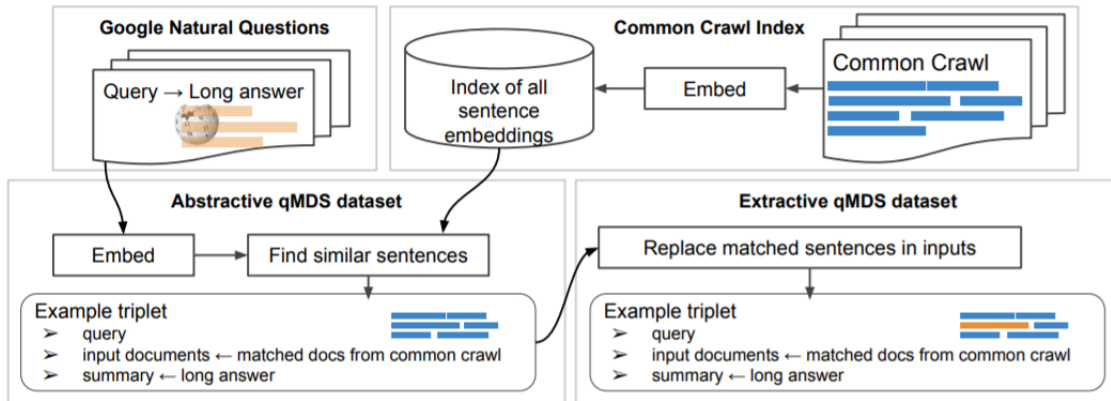 Google Natural Questions
Query → Long answer
Common Crawl Index
Index of all
sentence
embeddings
Embed
Common Crawl
Abstractive qMDS dataset
Embed
Find similar sentences
Example triplet
➢ query
➢ input documents ← matched docs from common crawl
➢ summary ← long answer
Extractive qMDS dataset
Replace matched sentences in inputs
Example triplet
➢ query
➢ input documents ← matched docs from common crawl
➢ summary ← long answer